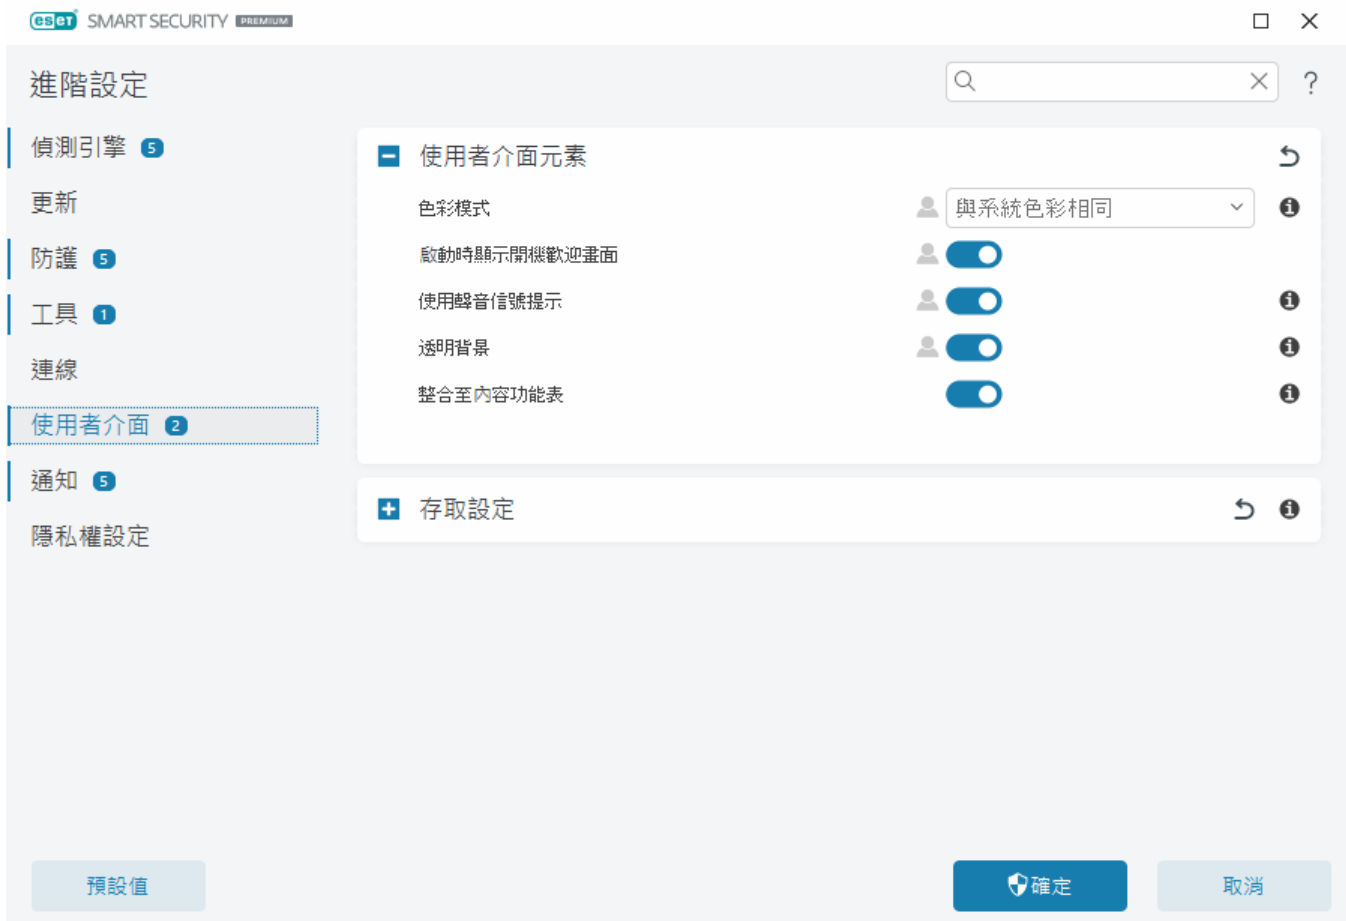 eset SMART SECURITY PREMIUM
進階設定
?
偵測引擎 5
更新
防護 5
工具 1
連線
使用者介面 2
通知 5
隱私權設定
使用者介面元素
色彩模式 與系統色彩相同
啟動時顯示開機歡迎畫面
使用聲音信號提示
透明背景
整合至內容功能表
存取設定
預設值
確定
取消